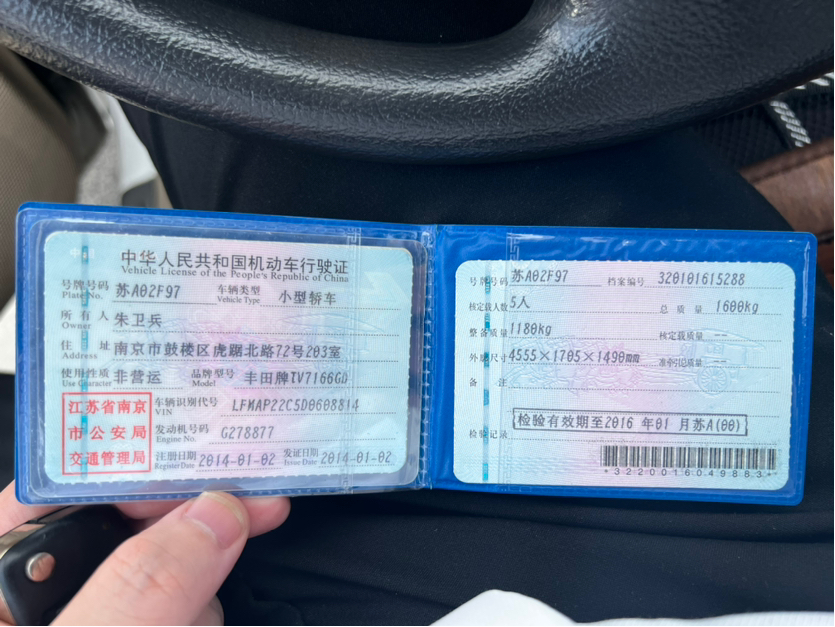 中华人民共和国机动车行驶证
Vehicle License of the People's Republic of China
号牌号码 苏A02F97 车辆类型 小型轿车
Plate No. Vehicle Type
所有人 朱卫兵
Owner
住址 南京市鼓楼区虎踞北路72号203室
Address
使用性质 非营运 品牌型号 丰田牌TV7166GD
Use Character Model
江苏省南京
市公安局
交通管理局
车辆识别代号 LFMAP22C5D0608814
VIN
发动机号码 G278877
Engine No.
注册日期 2014-01-02 发证日期 2014-01-02
Register Date Issue Date
号牌号码 苏A02F97 档案编号 320101615288
核定载人数 5人 总质量 1600kg
整备质量 1180kg 核定载质量 --
外廓尺寸 4555×1705×1490mm 准牵引总质量 --
备注
检验有效期至2016 年01 月苏A(00)
检验记录
*3220016049883*